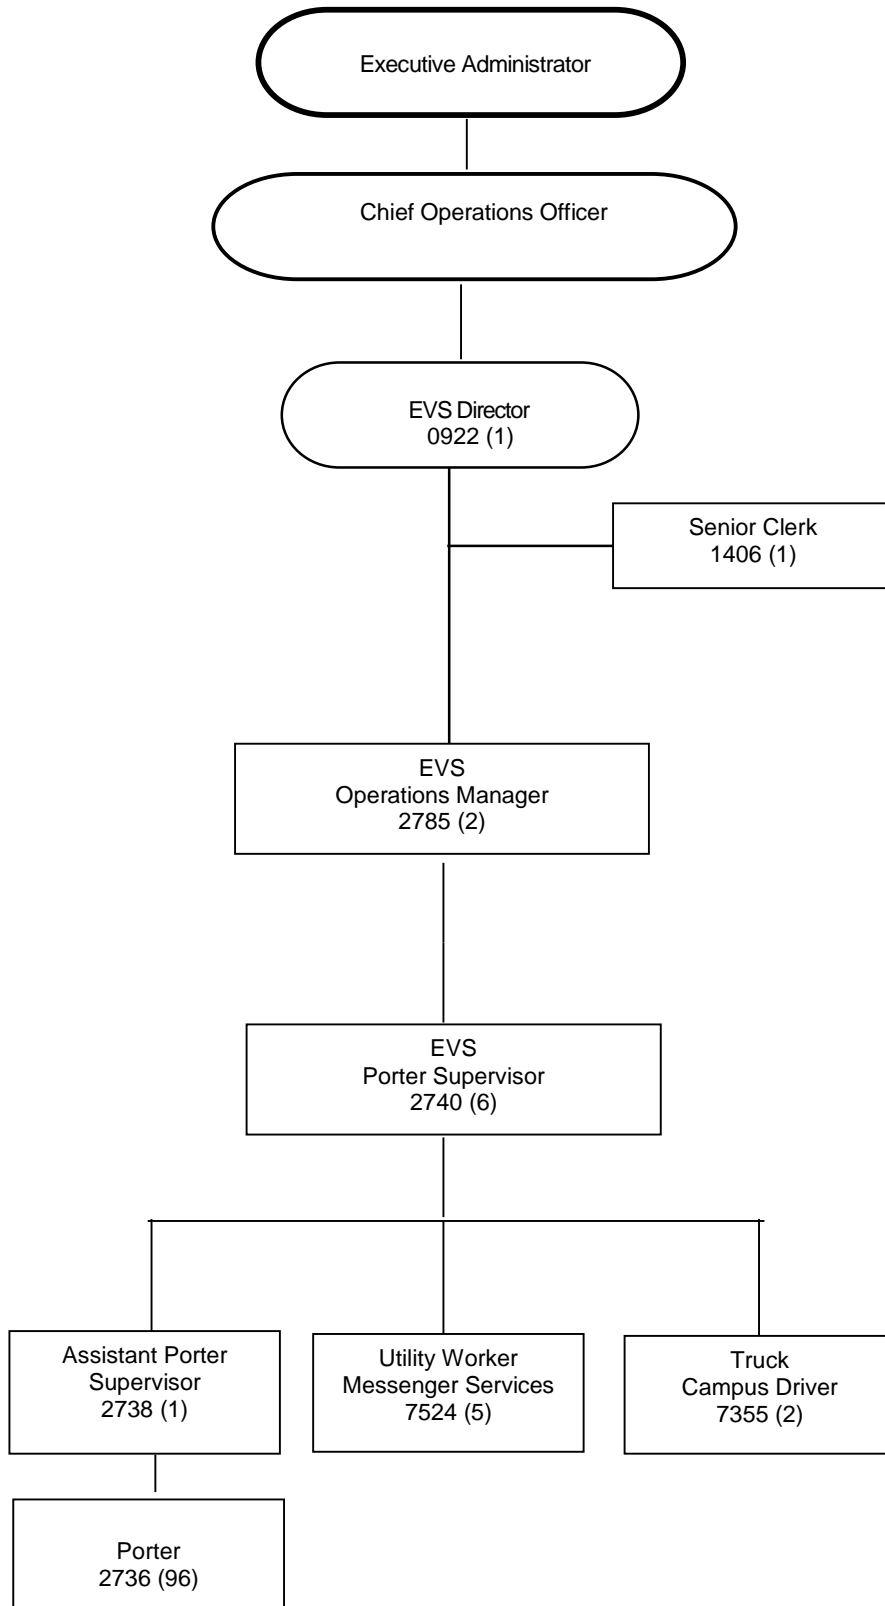 Executive Administrator
Chief Operations Officer
EVS Director
0922 (1)
Senior Clerk
1406 (1)
EVS
Operations Manager
2785 (2)
EVS
Porter Supervisor
2740 (6)
Assistant Porter
Supervisor
2738 (1)
Utility Worker
Messenger Services
7524 (5)
Truck
Campus Driver
7355 (2)
Porter
2736 (96)